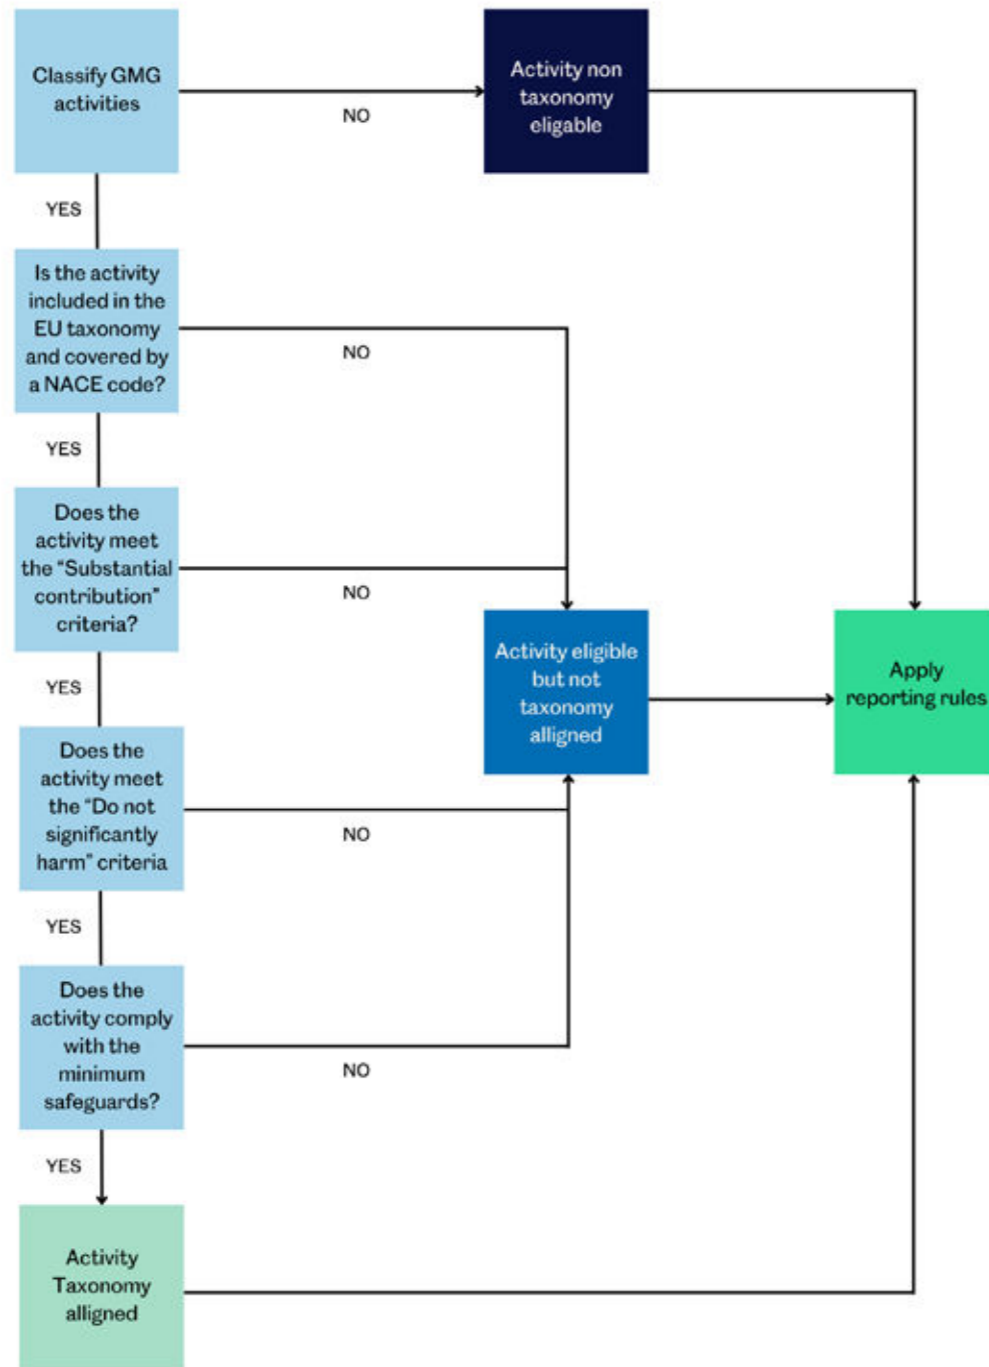 Classify GMG
activities
NO
Activity non
taxonomy
eligable
YES
Is the activity
included in the
EU taxonomy
and covered by
a NACE code?
NO
YES
Does the
activity meet
the “Substantial
contribution”
criteria?
NO
YES
Activity eligible
but not
taxonomy
alligned
Apply
reporting rules
Does the
activity meet
the “Do not
significantly
harm” criteria
NO
YES
Does the
activity comply
with the
minimum
safeguards?
NO
YES
Activity
Taxonomy
alligned